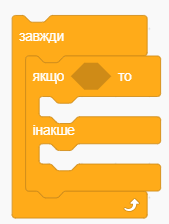 завжди
якщо то
інакше